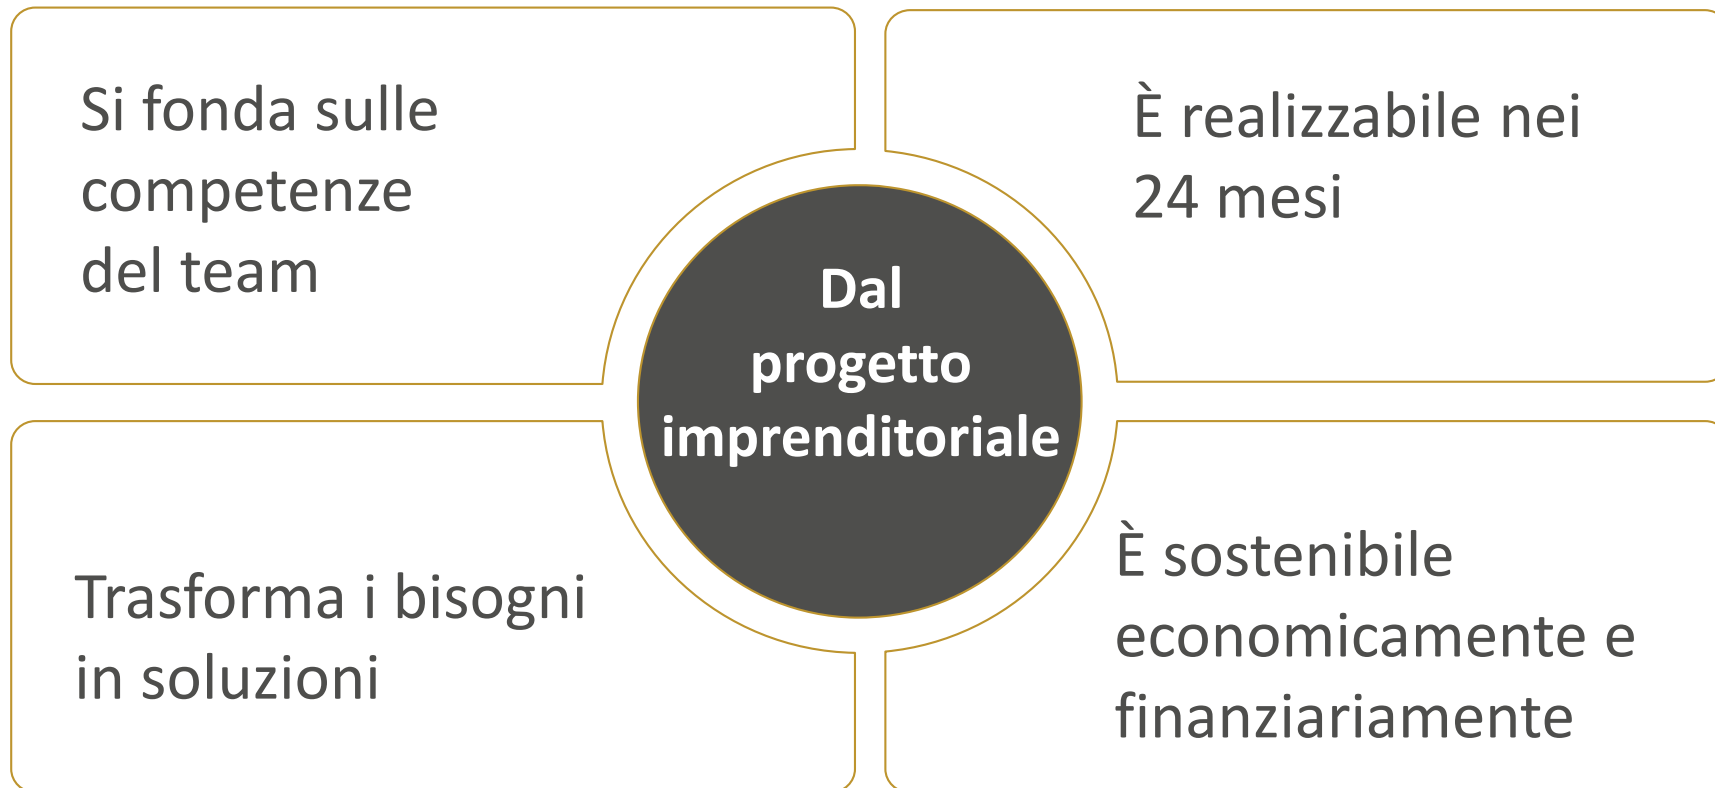 Si fonda sulle
competenze
del team
È realizzabile nei
24 mesi
Dal
progetto
imprenditoriale
Trasforma i bisogni
in soluzioni
È sostenibile
economicamente e
finanziariamente